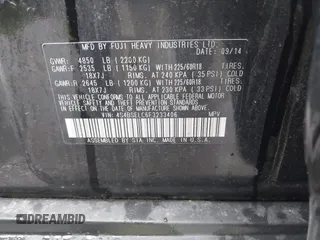 MFD BY FUJI HEAVY INDUSTRIES LTD.
DATE: 09/14
GVWR: 4850 LB (2200 KG)
GAWR:F 2535 LB (1150 KG) WITH 225/60R18
18X7J RIMS, AT 240 KPA (35 PSI) COLD
GAWR:R 2645 LB (1200 KG) WITH 225/60R18
18X7J RIMS, AT 230 KPA (33 PSI) COLD
THIS VEHICLE CONFORMS TO ALL APPLICABLE
FEDERAL MOTOR VEHICLE SAFETY
STANDARDS IN EFFECT ON THE DATE OF
MANUFACTURE SHOWN ABOVE.
VIN: 4S4BSELC6F3233406 MPV
ASSEMBLED BY SIA, INC. MADE IN U.S.A.
DREAMBID